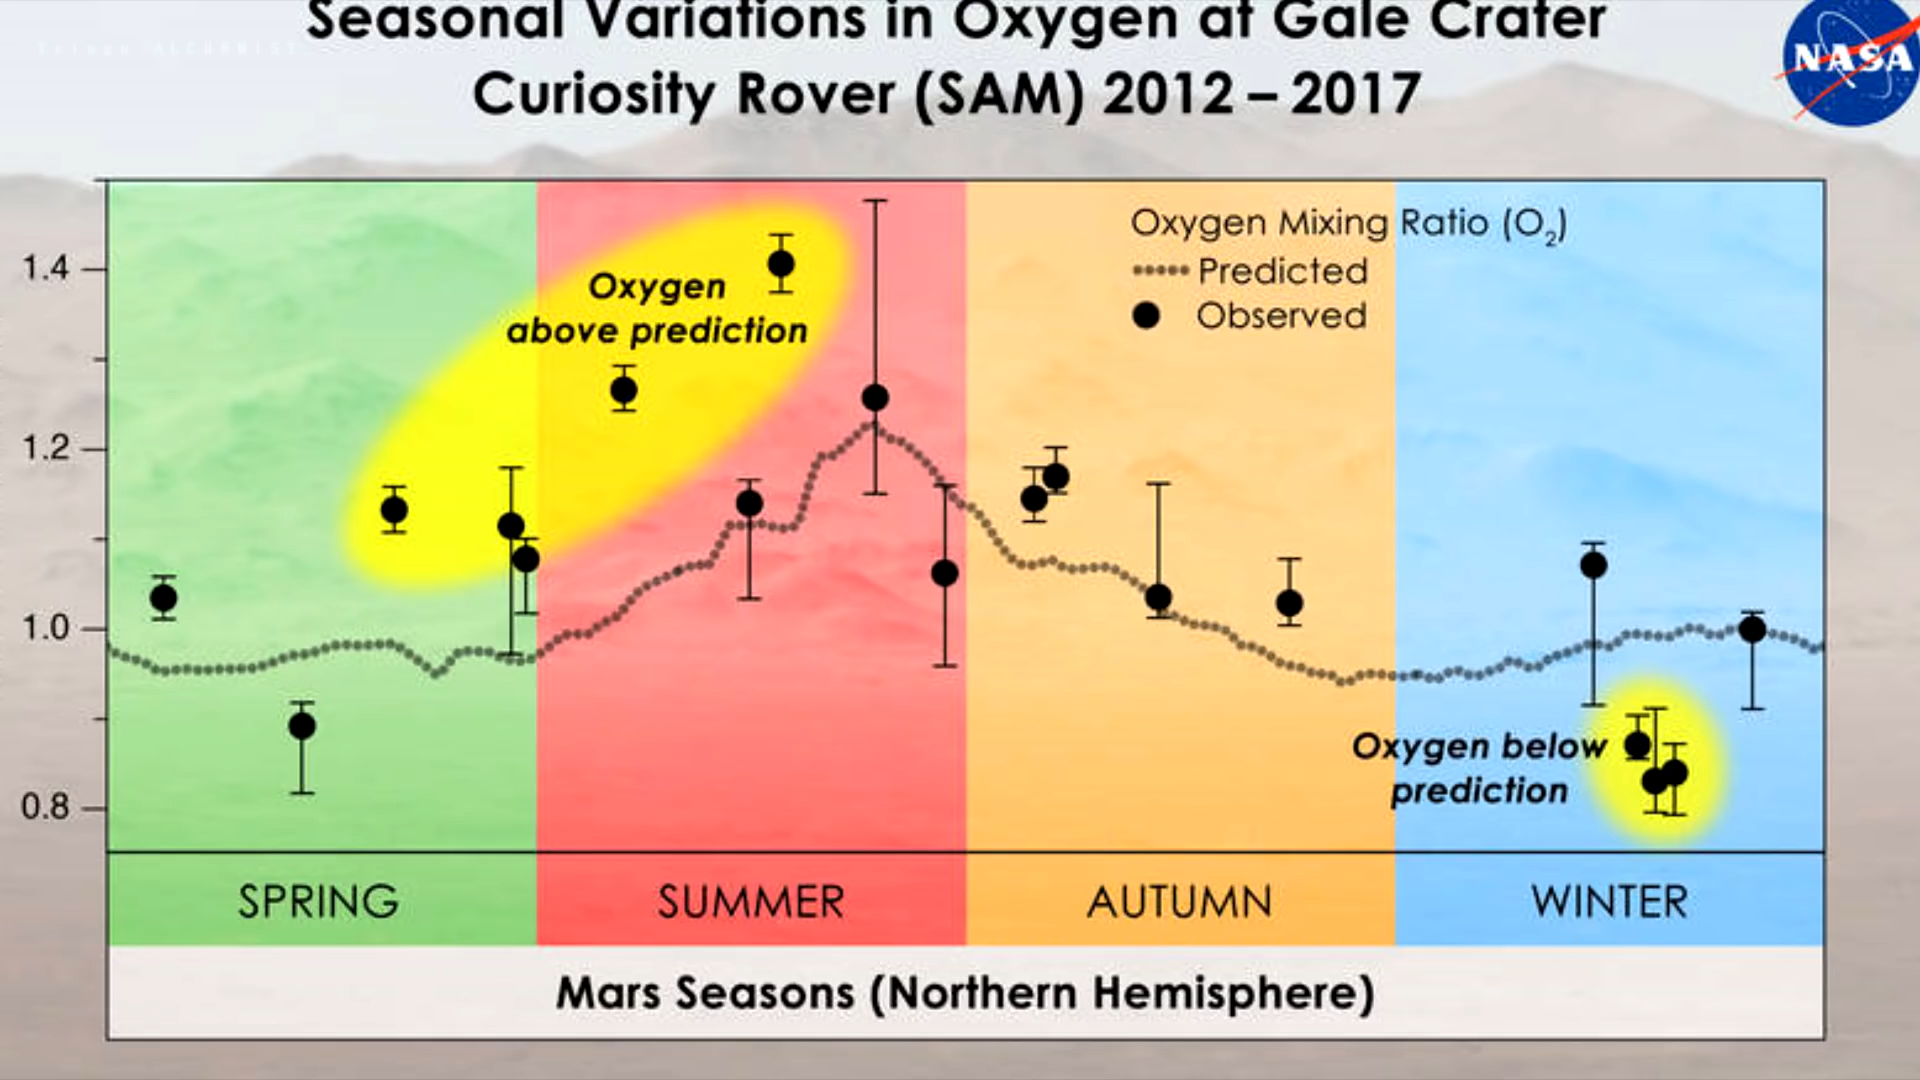 Seasonal Variations in Oxygen at Gale Crater
Curiosity Rover (SAM) 2012 – 2017
NASA
Oxygen Mixing Ratio (O₂)
Predicted
Observed
1.4
1.2
1.0
0.8
Oxygen
above prediction
Oxygen below
prediction
SPRING
SUMMER
AUTUMN
WINTER
Mars Seasons (Northern Hemisphere)